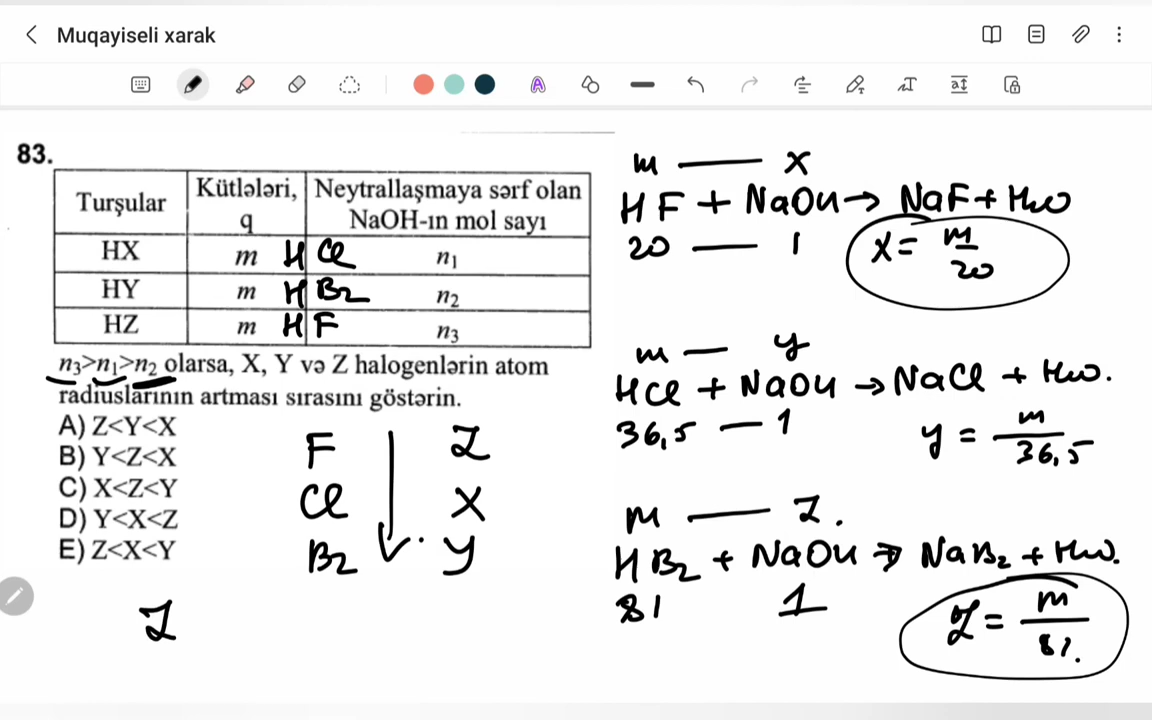 Muqayiseli xarak
83.
Turşular
Kütlələri, q
Neytrallaşmaya sərf olan NaOH-ın mol sayı
HX m HCl n₁
HY m HBr n₂
HZ m HF n₃
n₃>n₁>n₂ olarsa, X, Y və Z halogenlərin atom
radiuslarının artması sırasını göstərin.
A) Z<Y<X
B) Y<Z<X
C) X<Z<Y
D) Y<X<Z
E) Z<X<Y
F Z
Cl X
Br Y
Z
m — x
HF + NaOH → NaF + H₂O
20 — 1
x = m/20
m — y
HCl + NaOH → NaCl + H₂O.
36,5 — 1
y = m/36,5
m — z.
HBr + NaOH → NaBr + H₂O.
81 1
z = m/81.